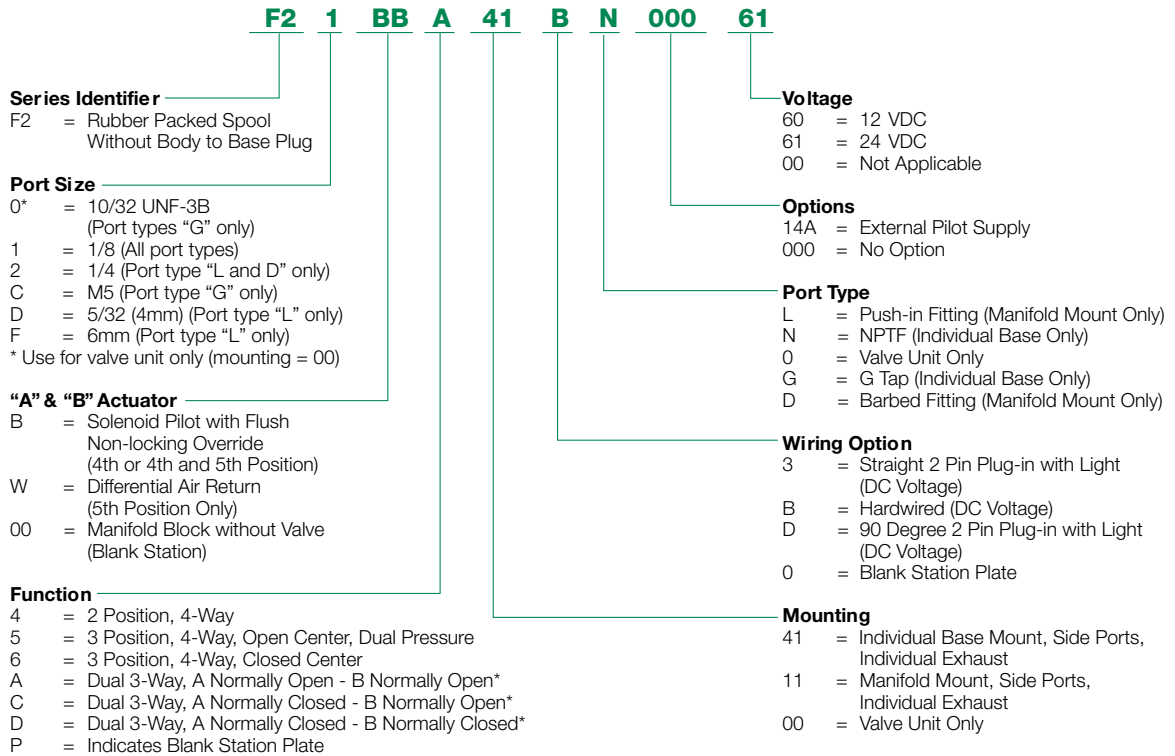 F2 1 BB A 41 B N 000 61
Series Identifier
F2 = Rubber Packed Spool
Without Body to Base Plug
Port Size
0* = 10/32 UNF-3B
(Port types “G” only)
1 = 1/8 (All port types)
2 = 1/4 (Port type “L and D” only)
C = M5 (Port type “G” only)
D = 5/32 (4mm) (Port type “L” only)
F = 6mm (Port type “L” only)
* Use for valve unit only (mounting = 00)
“A” & “B” Actuator
B = Solenoid Pilot with Flush
Non-locking Override
(4th or 4th and 5th Position)
W = Differential Air Return
(5th Position Only)
00 = Manifold Block without Valve
(Blank Station)
Function
4 = 2 Position, 4-Way
5 = 3 Position, 4-Way, Open Center, Dual Pressure
6 = 3 Position, 4-Way, Closed Center
A = Dual 3-Way, A Normally Open - B Normally Open*
C = Dual 3-Way, A Normally Closed - B Normally Open*
D = Dual 3-Way, A Normally Closed - B Normally Closed*
P = Indicates Blank Station Plate
Voltage
60 = 12 VDC
61 = 24 VDC
00 = Not Applicable
Options
14A = External Pilot Supply
000 = No Option
Port Type
L = Push-in Fitting (Manifold Mount Only)
N = NPTF (Individual Base Only)
0 = Valve Unit Only
G = G Tap (Individual Base Only)
D = Barbed Fitting (Manifold Mount Only)
Wiring Option
3 = Straight 2 Pin Plug-in with Light
(DC Voltage)
B = Hardwired (DC Voltage)
D = 90 Degree 2 Pin Plug-in with Light
(DC Voltage)
0 = Blank Station Plate
Mounting
41 = Individual Base Mount, Side Ports,
Individual Exhaust
11 = Manifold Mount, Side Ports,
Individual Exhaust
00 = Valve Unit Only